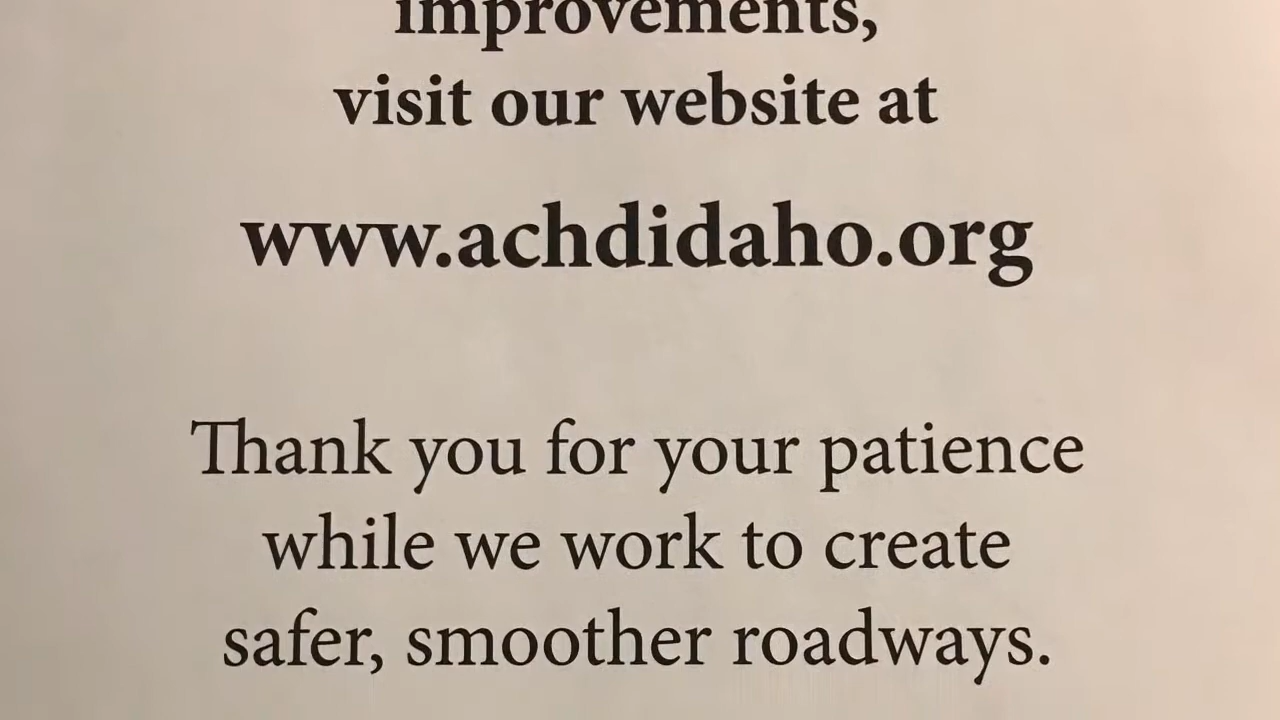 improvements,
visit our website at
www.achdidaho.org
Thank you for your patience
while we work to create
safer, smoother roadways.